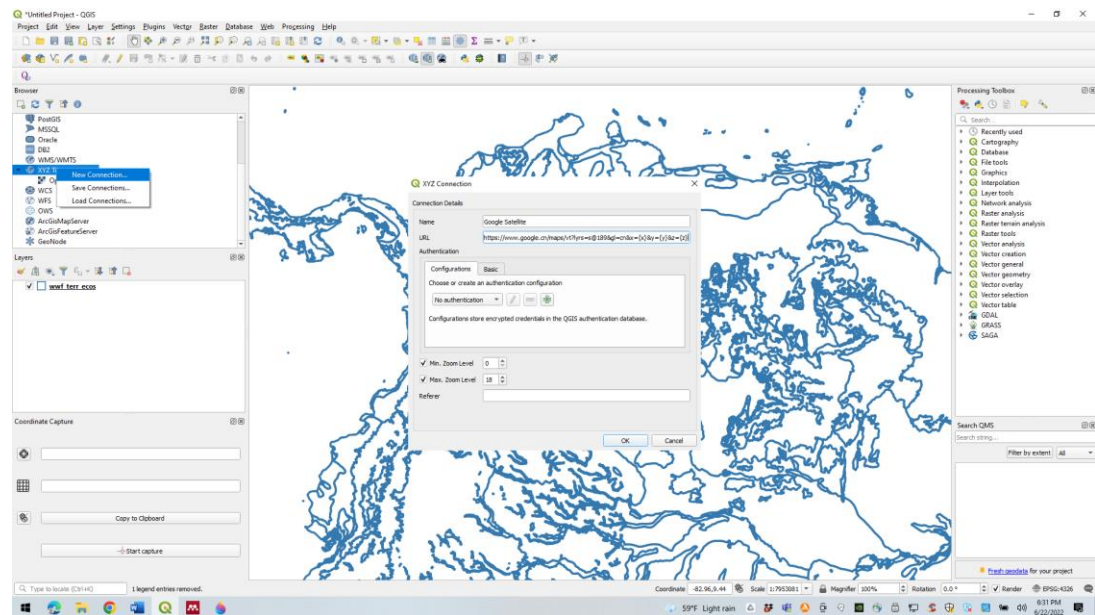 *Untitled Project - QGIS
Project Edit View Layer Settings Plugins Vector Raster Database Web Processing Help
Browser
PostGIS
MSSQL
Oracle
DB2
WMS/WMTS
XYZ
New Connection...
Save Connections...
WCS
WFS
Load Connections...
OWS
ArcGisMapServer
ArcGisFeatureServer
GeoNode
Layers
wwf_terr_ecos
Coordinate Capture
Copy to Clipboard
Start capture
XYZ Connection
Connection Details
Name Google Satellite
URL https://www.google.cn/maps/vt?lyrs=s@189&gl=cn&x={x}&y={y}&z={z}
Authentication
Configurations Basic
Choose or create an authentication configuration
No authentication
Configurations store encrypted credentials in the QGIS authentication database.
Min. Zoom Level 0
Max. Zoom Level 18
Referer
OK Cancel
Processing Toolbox
Search...
Recently used
Cartography
Database
File tools
Graphics
Interpolation
Layer tools
Network analysis
Raster analysis
Raster terrain analysis
Raster tools
Vector analysis
Vector creation
Vector general
Vector geometry
Vector overlay
Vector selection
Vector table
GDAL
GRASS
SAGA
Search QMS
Search string...
Filter by extent All
Fresh geodata for your project
Type to locate (Ctrl+K) 1 legend entries removed. Coordinate -82.96,8.44 Scale 1:7953081 Magnifier 100% Rotation 0.0 ° Render EPSG:4326
59°F Light rain 6:31 PM
6/22/2022